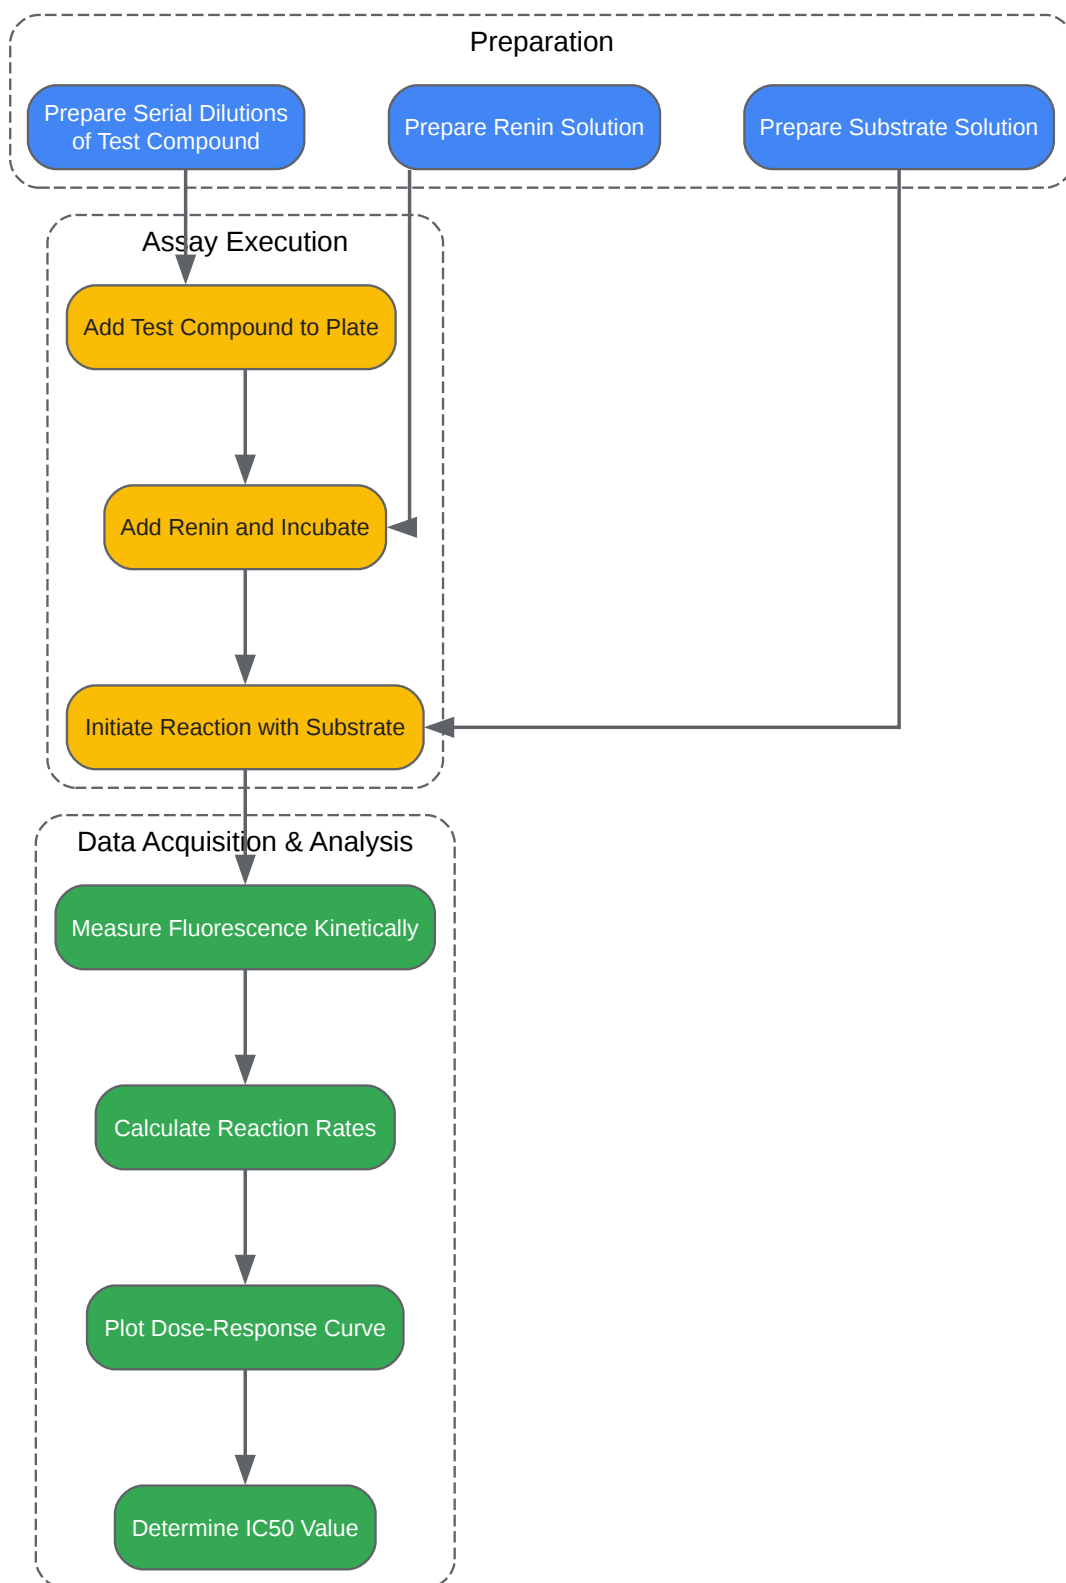 Preparation
Prepare Serial Dilutions
of Test Compound
Prepare Renin Solution
Prepare Substrate Solution
Assay Execution
Add Test Compound to Plate
Add Renin and Incubate
Initiate Reaction with Substrate
Data Acquisition & Analysis
Measure Fluorescence Kinetically
Calculate Reaction Rates
Plot Dose-Response Curve
Determine IC50 Value